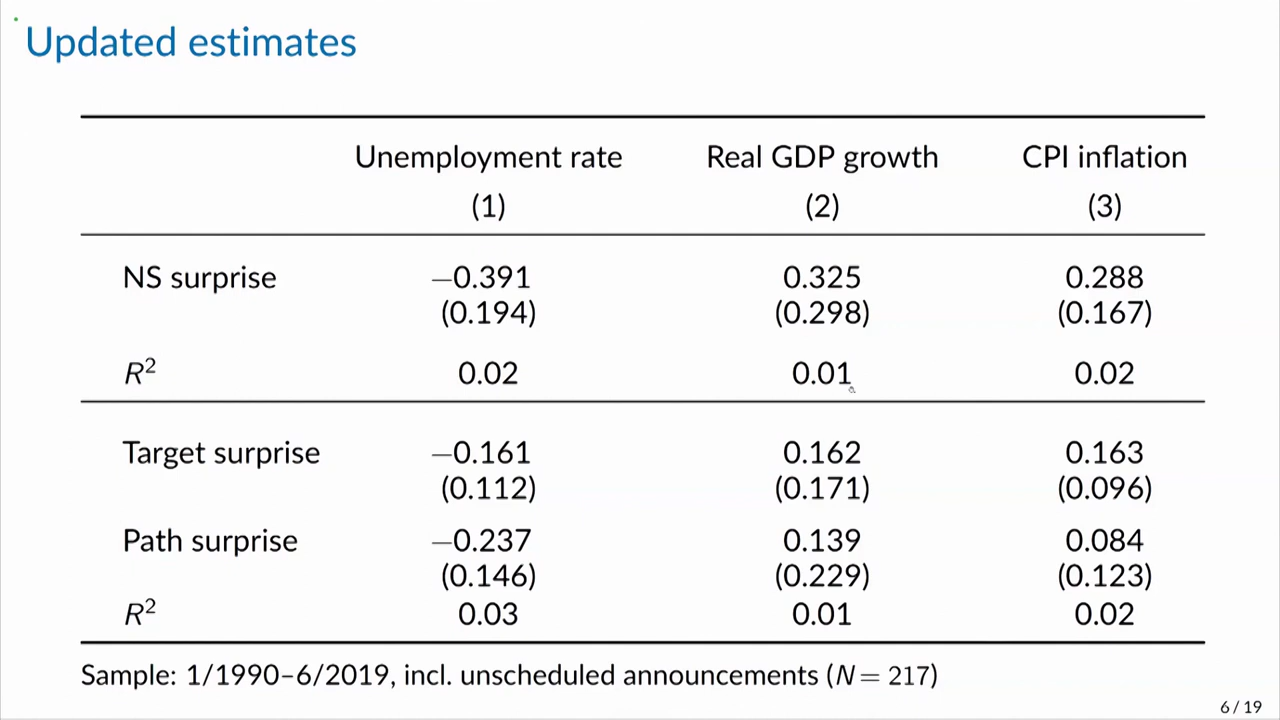 Updated estimates
Unemployment rate Real GDP growth CPI inflation
(1) (2) (3)
NS surprise −0.391 0.325 0.288
(0.194) (0.298) (0.167)
R² 0.02 0.01 0.02
Target surprise −0.161 0.162 0.163
(0.112) (0.171) (0.096)
Path surprise −0.237 0.139 0.084
(0.146) (0.229) (0.123)
R² 0.03 0.01 0.02
Sample: 1/1990–6/2019, incl. unscheduled announcements (N = 217)
6 / 19